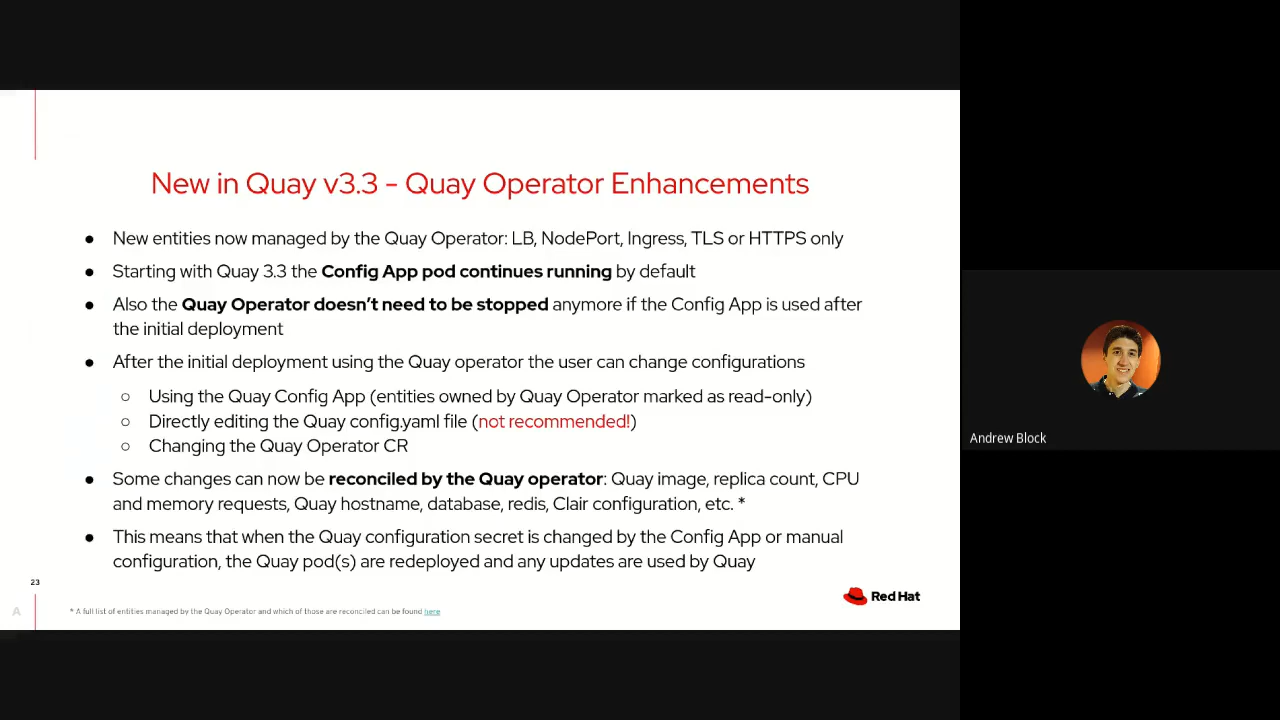 New in Quay v3.3 - Quay Operator Enhancements
● New entities now managed by the Quay Operator: LB, NodePort, Ingress, TLS or HTTPS only
● Starting with Quay 3.3 the Config App pod continues running by default
● Also the Quay Operator doesn't need to be stopped anymore if the Config App is used after
the initial deployment
● After the initial deployment using the Quay operator the user can change configurations
○ Using the Quay Config App (entities owned by Quay Operator marked as read-only)
○ Directly editing the Quay config.yaml file (not recommended!)
○ Changing the Quay Operator CR
● Some changes can now be reconciled by the Quay operator: Quay image, replica count, CPU
and memory requests, Quay hostname, database, redis, Clair configuration, etc. *
● This means that when the Quay configuration secret is changed by the Config App or manual
configuration, the Quay pod(s) are redeployed and any updates are used by Quay
23
A
* A full list of entities managed by the Quay Operator and which of those are reconciled can be found here
Red Hat
Andrew Block